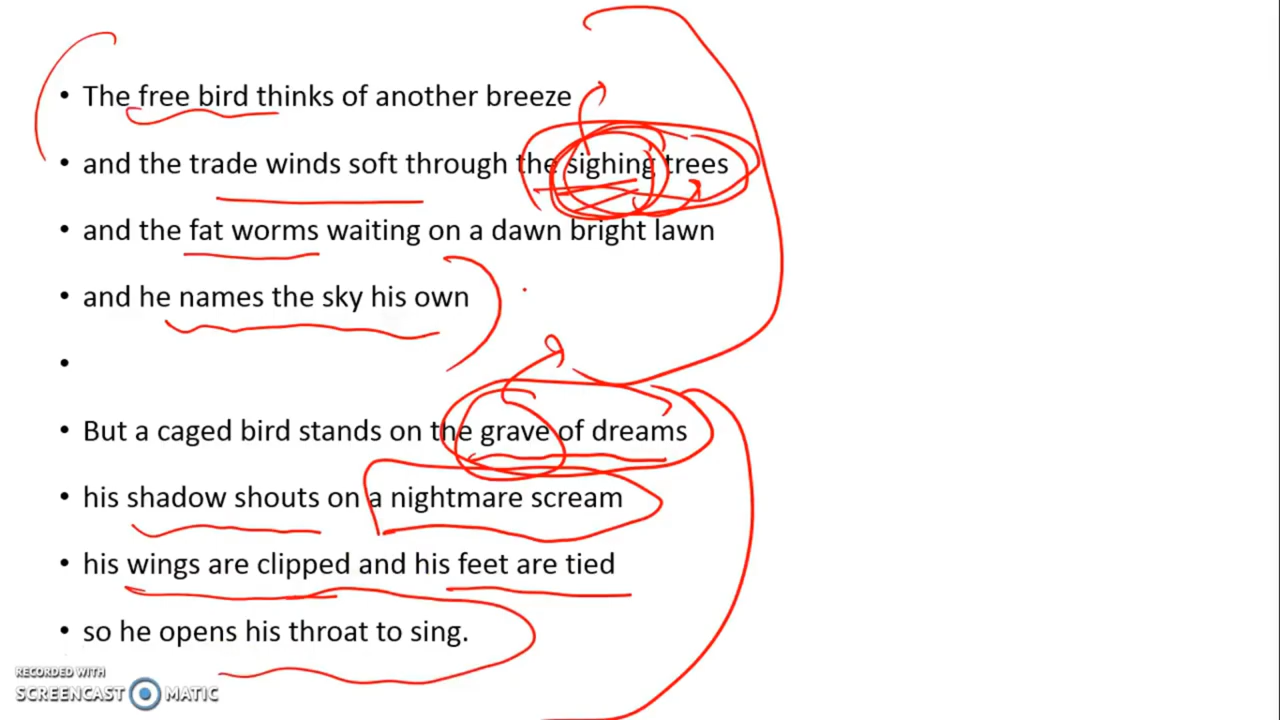 • The free bird thinks of another breeze
• and the trade winds soft through the sighing trees
• and the fat worms waiting on a dawn bright lawn
• and he names the sky his own
•
• But a caged bird stands on the grave of dreams
• his shadow shouts on a nightmare scream
• his wings are clipped and his feet are tied
• so he opens his throat to sing.
RECORDED WITH
SCREENCAST MATIC